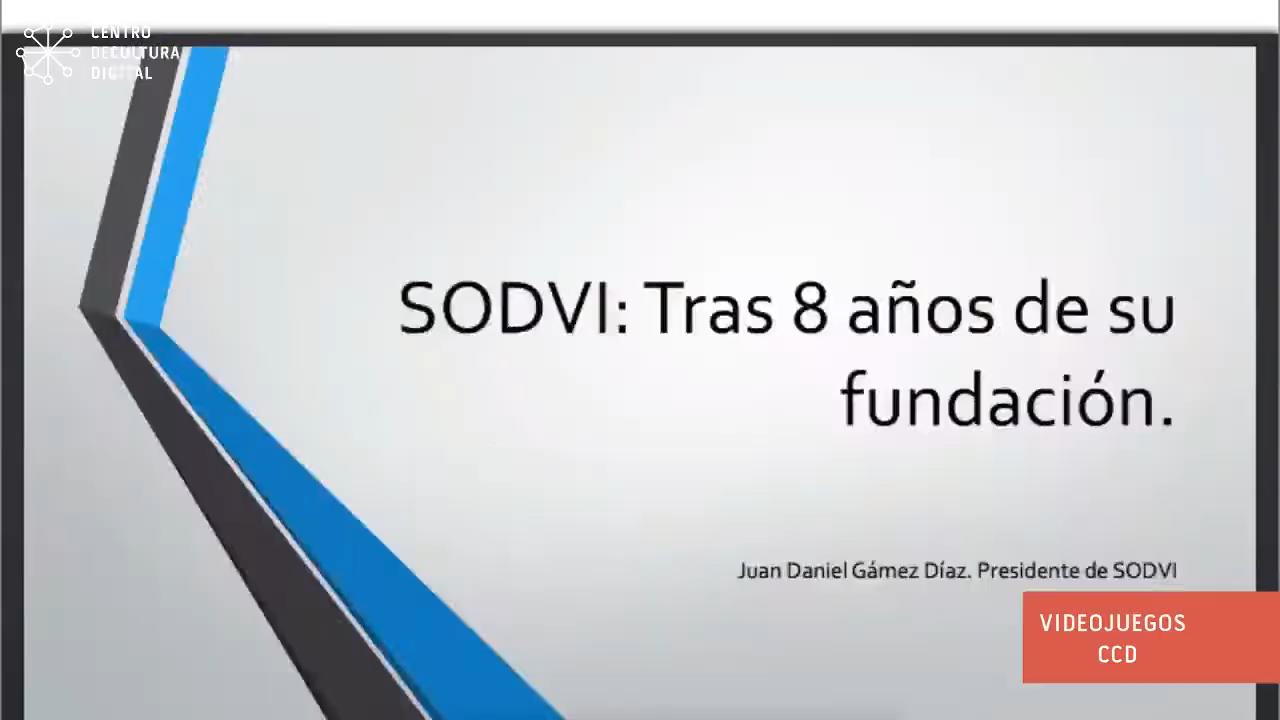 CENTRO
DECULTURA
DIGITAL
SODVI: Tras 8 años de su
fundación.
Juan Daniel Gámez Díaz. Presidente de SODVI
VIDEOJUEGOS
CCD